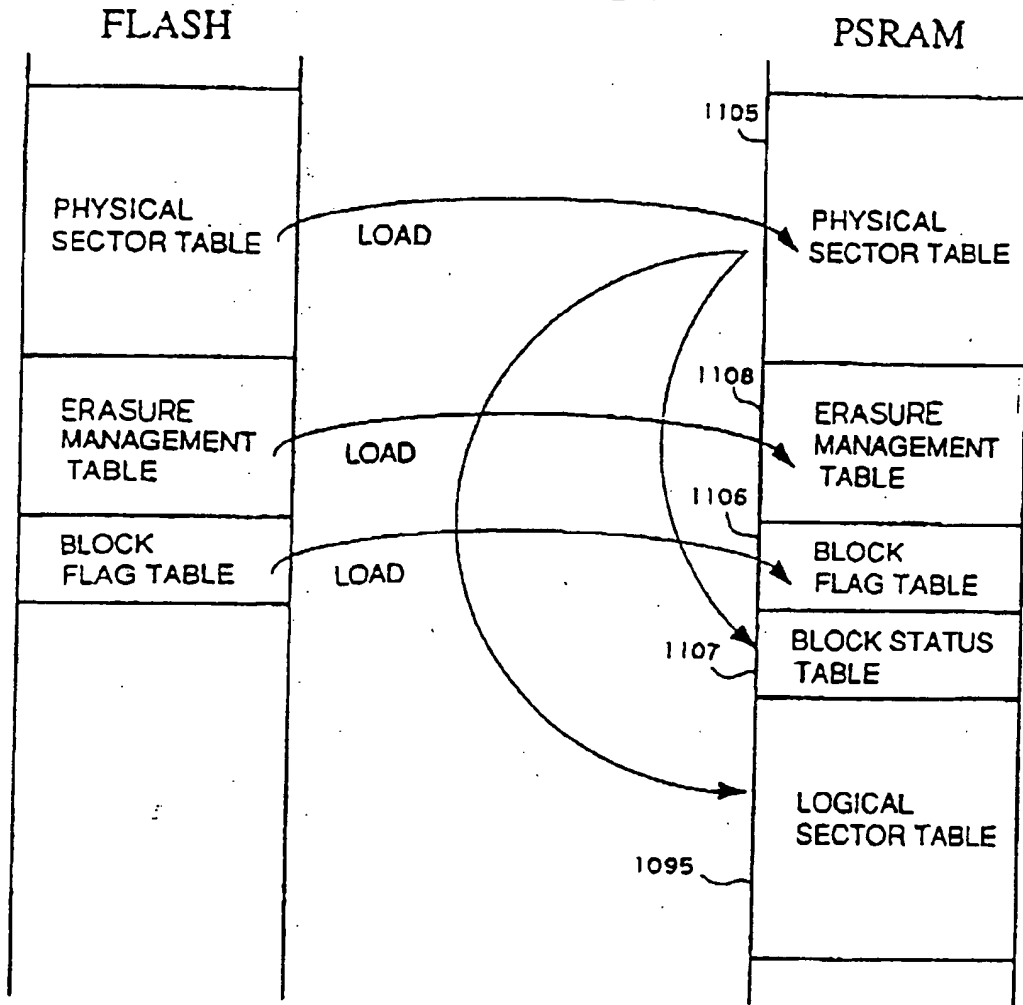 FLASH
PSRAM
1105
PHYSICAL
SECTOR TABLE
LOAD
PHYSICAL
SECTOR TABLE
1108
ERASURE
MANAGEMENT
TABLE
LOAD
ERASURE
MANAGEMENT
TABLE
1106
BLOCK
FLAG TABLE
LOAD
BLOCK
FLAG TABLE
1107
BLOCK STATUS
TABLE
LOGICAL
SECTOR TABLE
1095